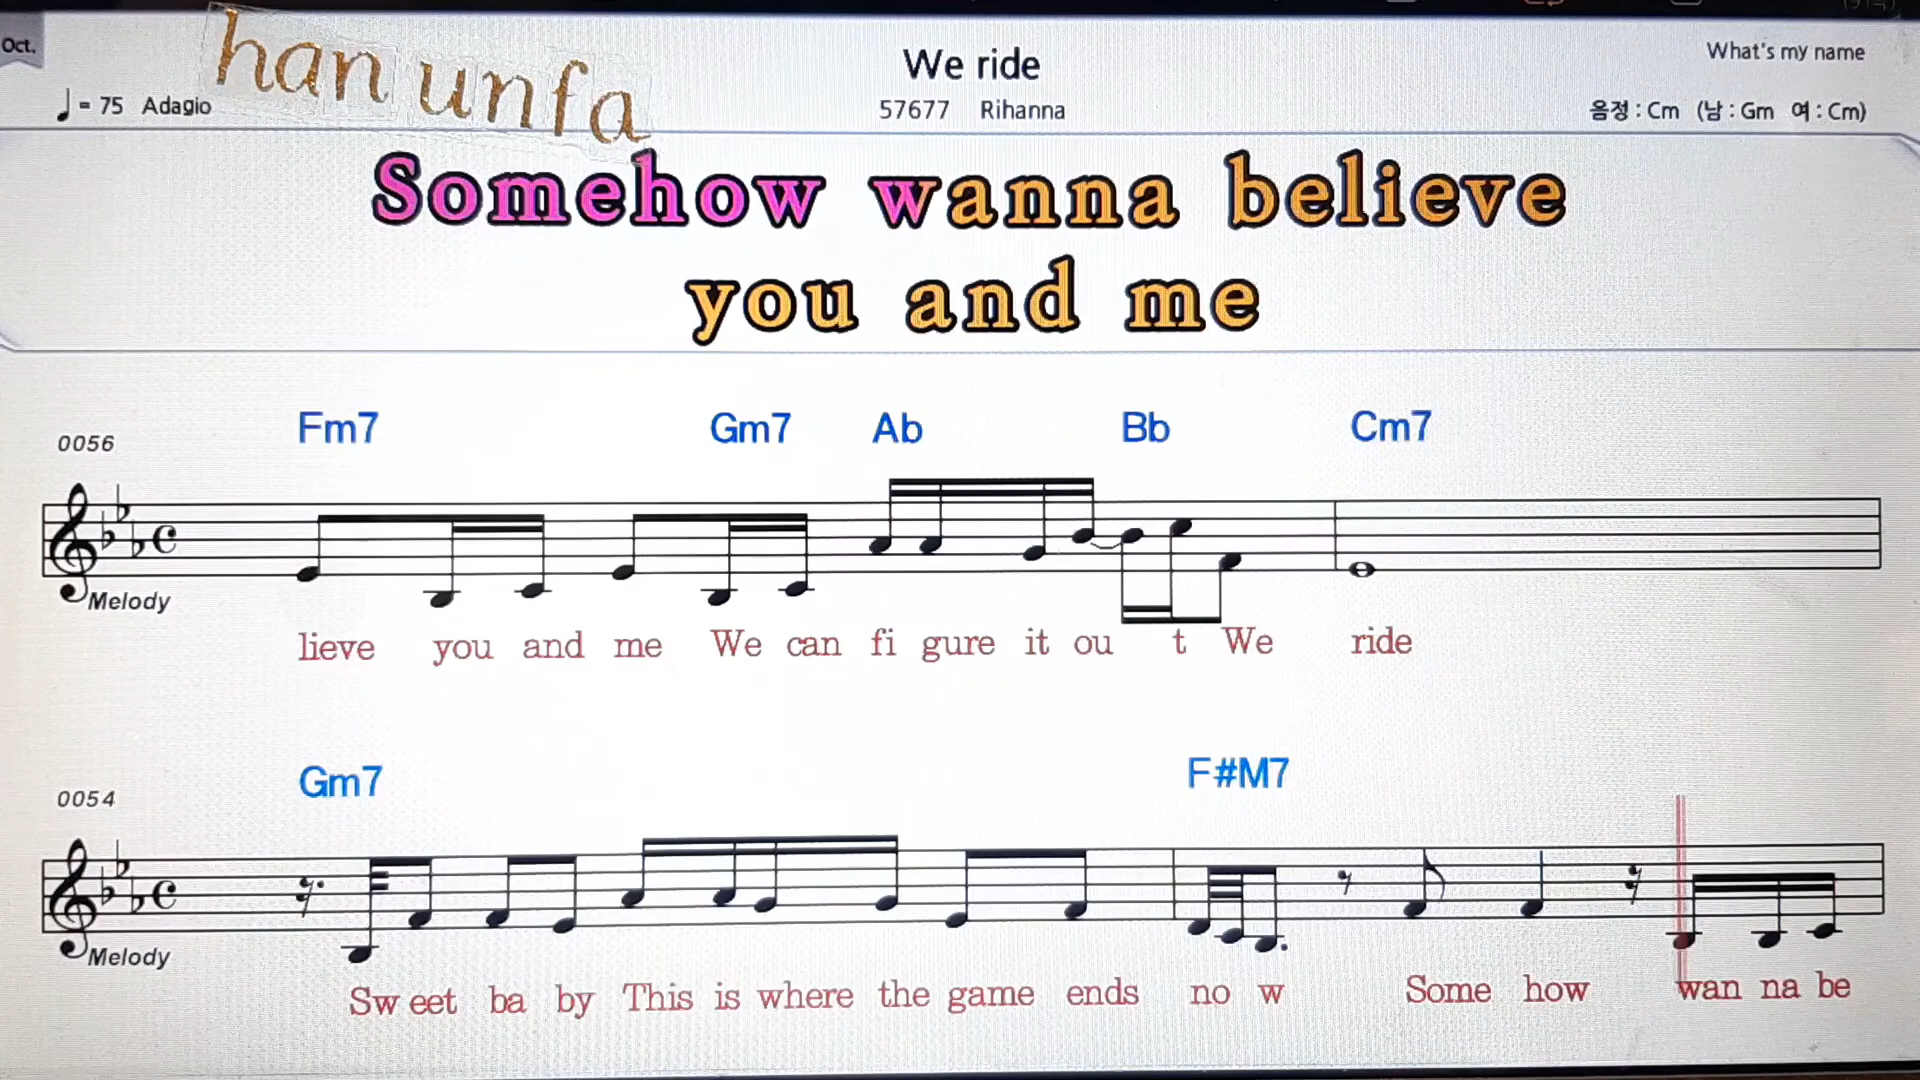 Oct.
han unfa
We ride
What's my name
♩ = 75 Adagio
57677 Rihanna
음정 : Cm (남 : Gm 여 : Cm)
Somehow wanna believe
you and me
Fm7 Gm7 Ab Bb Cm7
0056
Melody
lieve you and me We can fi gure it ou t We ride
Gm7 F#M7
0054
Melody
Sw eet ba by This is where the game ends no w Some how wan na be